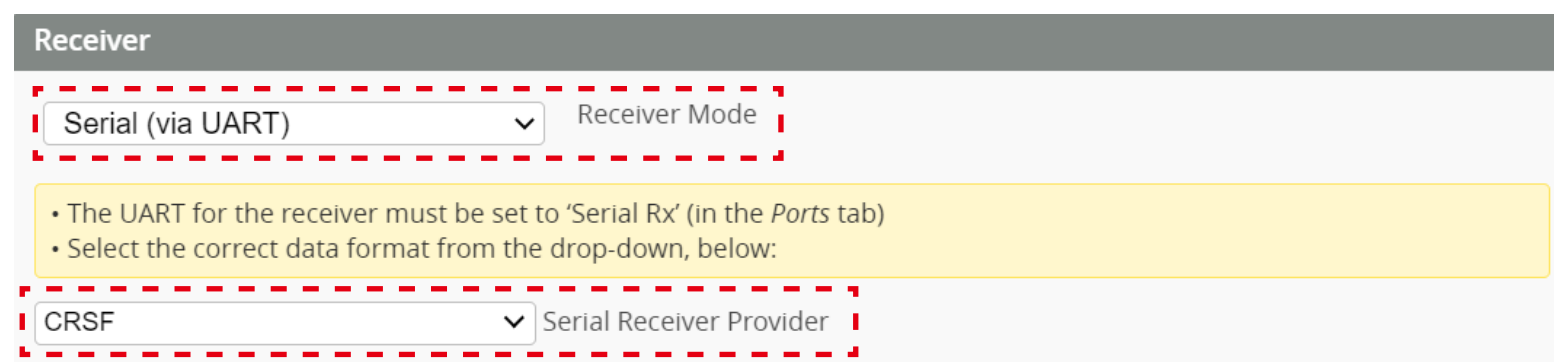 Receiver
Serial (via UART) Receiver Mode
• The UART for the receiver must be set to ‘Serial Rx’ (in the Ports tab)
• Select the correct data format from the drop-down, below:
CRSF Serial Receiver Provider